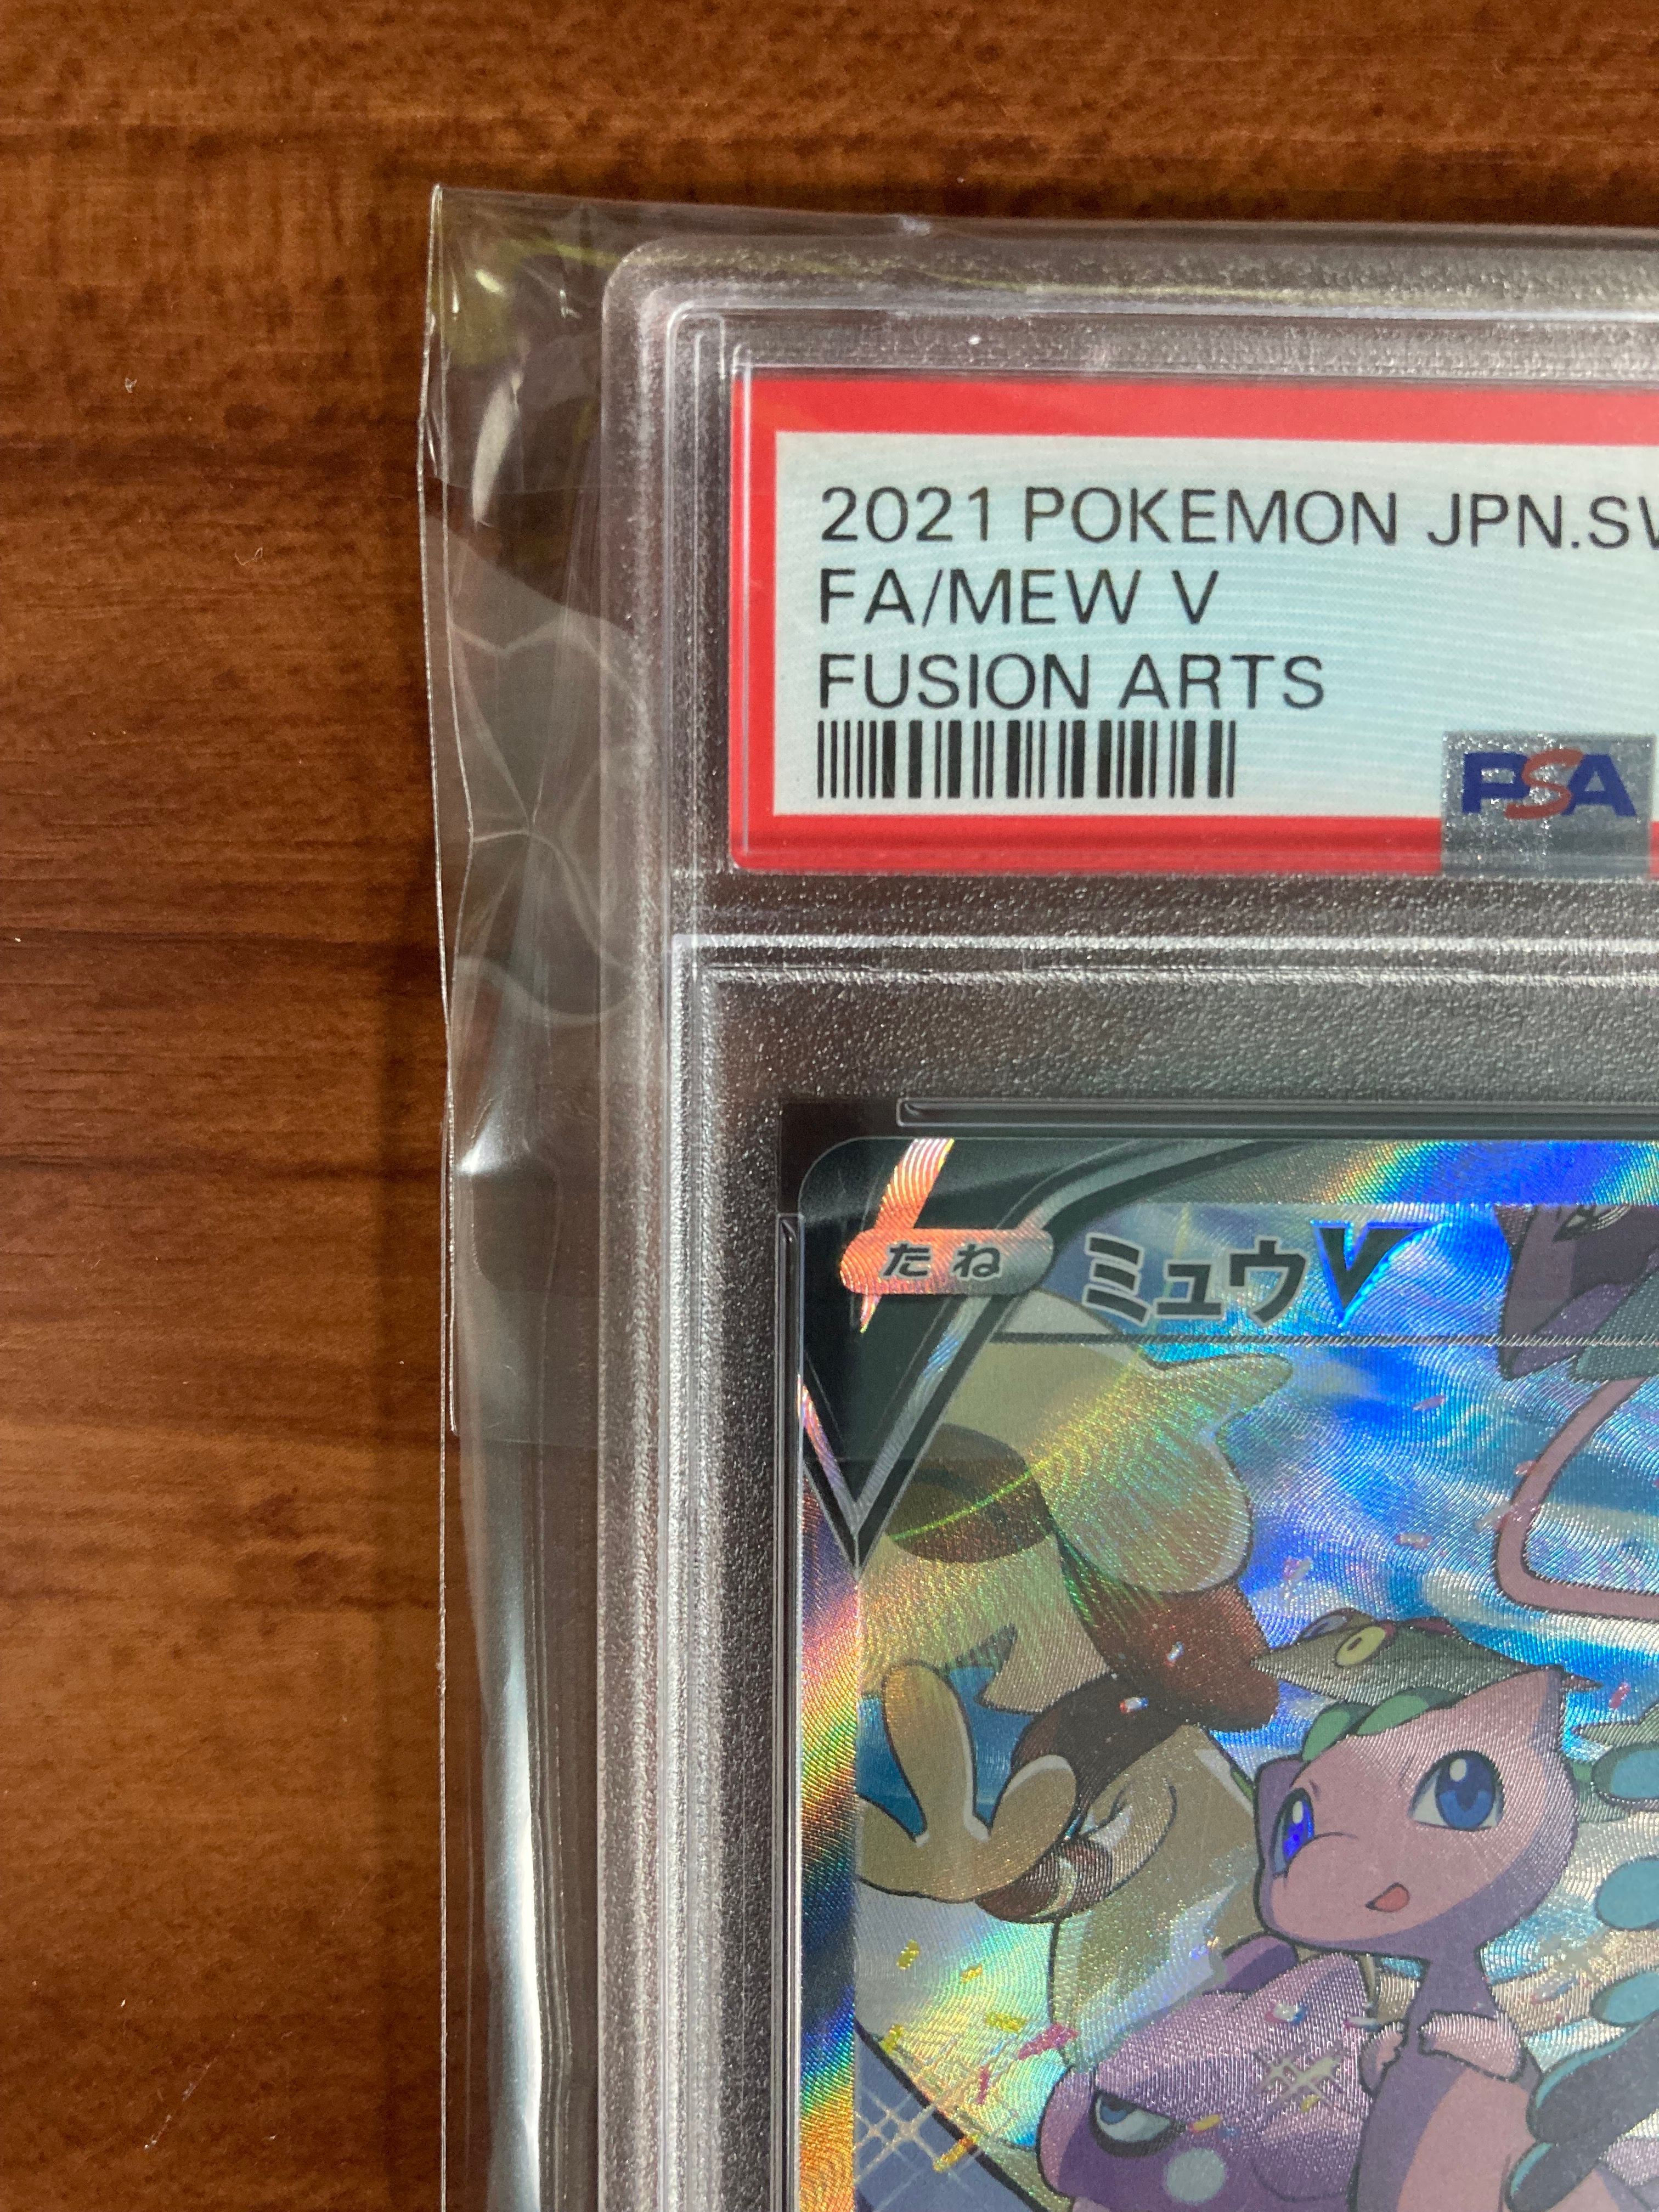 2021 POKEMON JPN.SW
FA/MEW V
FUSION ARTS
PSA
たね ミュウV